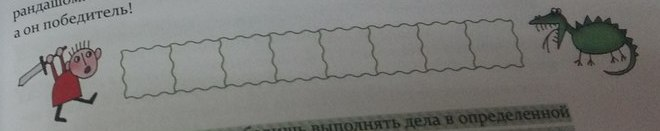 а он победитель!
выполнять дела в определенной